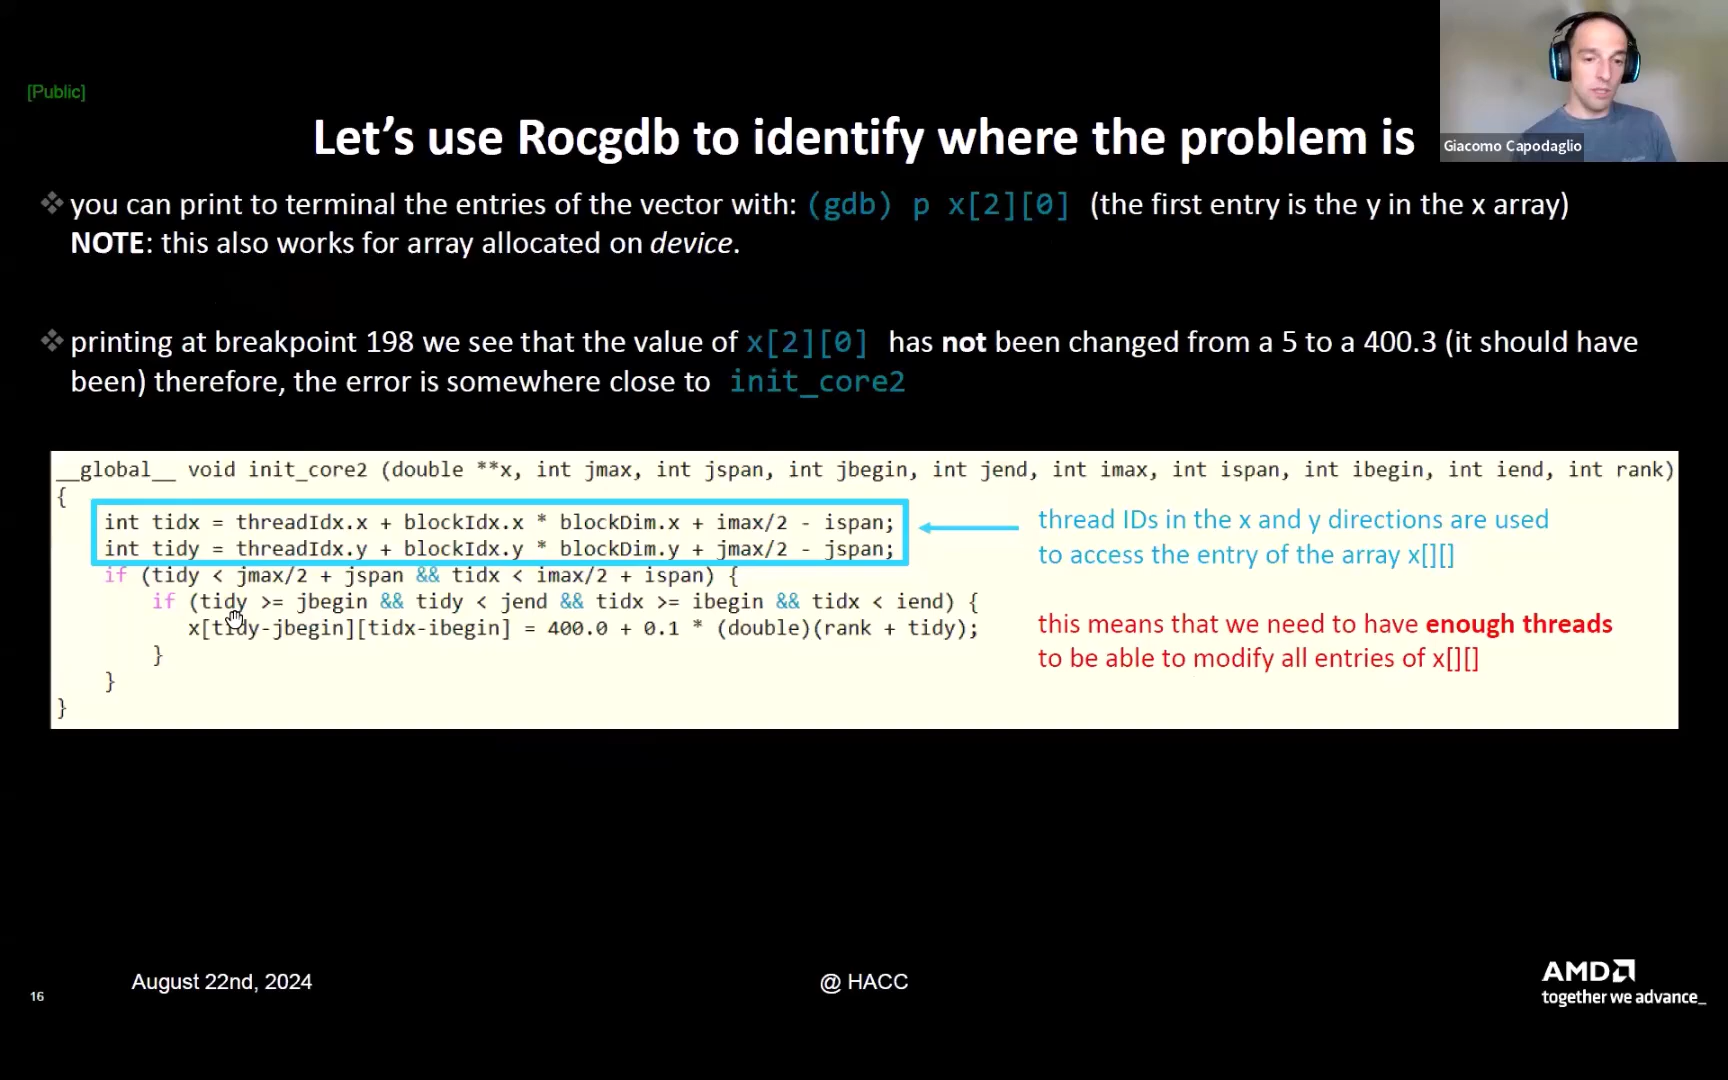 [Public]
Giacomo Capodaglio
Let's use Rocgdb to identify where the problem is
❖ you can print to terminal the entries of the vector with: (gdb) p x[2][0] (the first entry is the y in the x array)
NOTE: this also works for array allocated on device.
❖ printing at breakpoint 198 we see that the value of x[2][0] has not been changed from a 5 to a 400.3 (it should have
been) therefore, the error is somewhere close to init_core2
__global__ void init_core2 (double **x, int jmax, int jspan, int jbegin, int jend, int imax, int ispan, int ibegin, int iend, int rank)
{
int tidx = threadIdx.x + blockIdx.x * blockDim.x + imax/2 - ispan;
int tidy = threadIdx.y + blockIdx.y * blockDim.y + jmax/2 - jspan;
if (tidy < jmax/2 + jspan && tidx < imax/2 + ispan) {
if (tidy >= jbegin && tidy < jend && tidx >= ibegin && tidx < iend) {
x[tidy-jbegin][tidx-ibegin] = 400.0 + 0.1 * (double)(rank + tidy);
}
}
}
thread IDs in the x and y directions are used
to access the entry of the array x[][]
this means that we need to have enough threads
to be able to modify all entries of x[][]
16
August 22nd, 2024
@ HACC
AMD
together we advance_